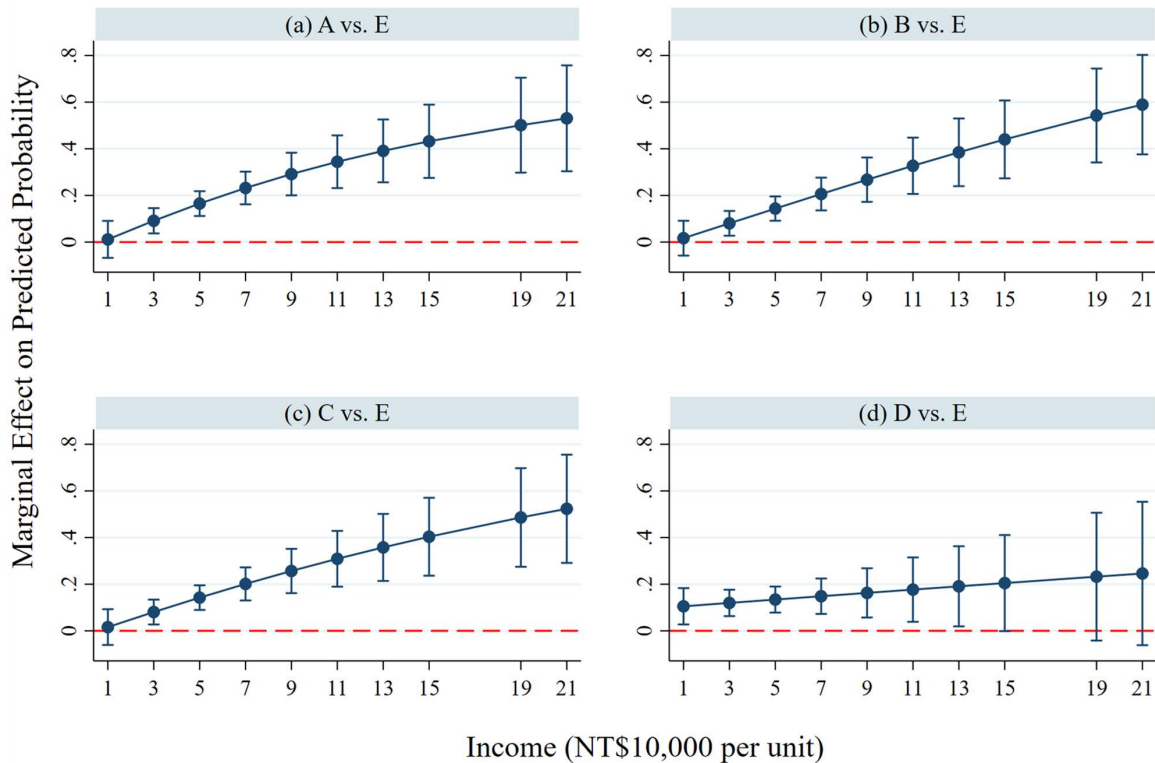 Marginal Effect on Predicted Probability
(a) A vs. E
.8
.6
.4
.2
0
1 3 5 7 9 11 13 15 19 21
(b) B vs. E
.8
.6
.4
.2
0
1 3 5 7 9 11 13 15 19 21
(c) C vs. E
.8
.6
.4
.2
0
1 3 5 7 9 11 13 15 19 21
(d) D vs. E
.8
.6
.4
.2
0
1 3 5 7 9 11 13 15 19 21
Income (NT$10,000 per unit)